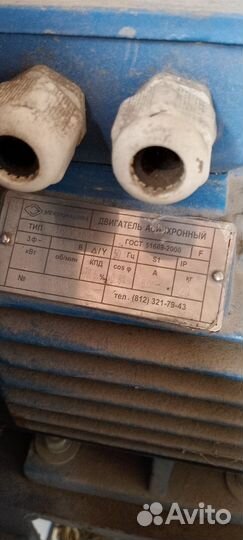 ДВИГАТЕЛЬ АСИНХРОННЫЙ
ТИП ГОСТ 51689-2000 F
3Ф~ В Δ/Y Гц S1 IP
кВт об/мин КПД cos φ А кг
№ %
тел. (812) 321-79-43
Avito